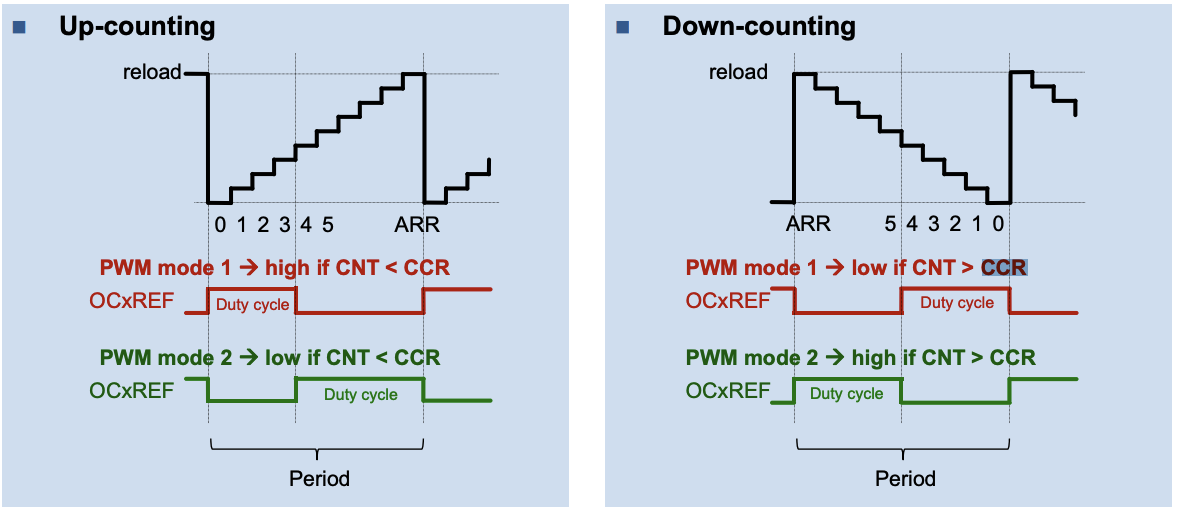 Up-counting
reload
0 1 2 3 4 5 ARR
PWM mode 1 → high if CNT < CCR
OCxREF Duty cycle
PWM mode 2 → low if CNT < CCR
OCxREF Duty cycle
Period
Down-counting
reload
ARR 5 4 3 2 1 0
PWM mode 1 → low if CNT > CCR
OCxREF Duty cycle
PWM mode 2 → high if CNT > CCR
OCxREF Duty cycle
Period